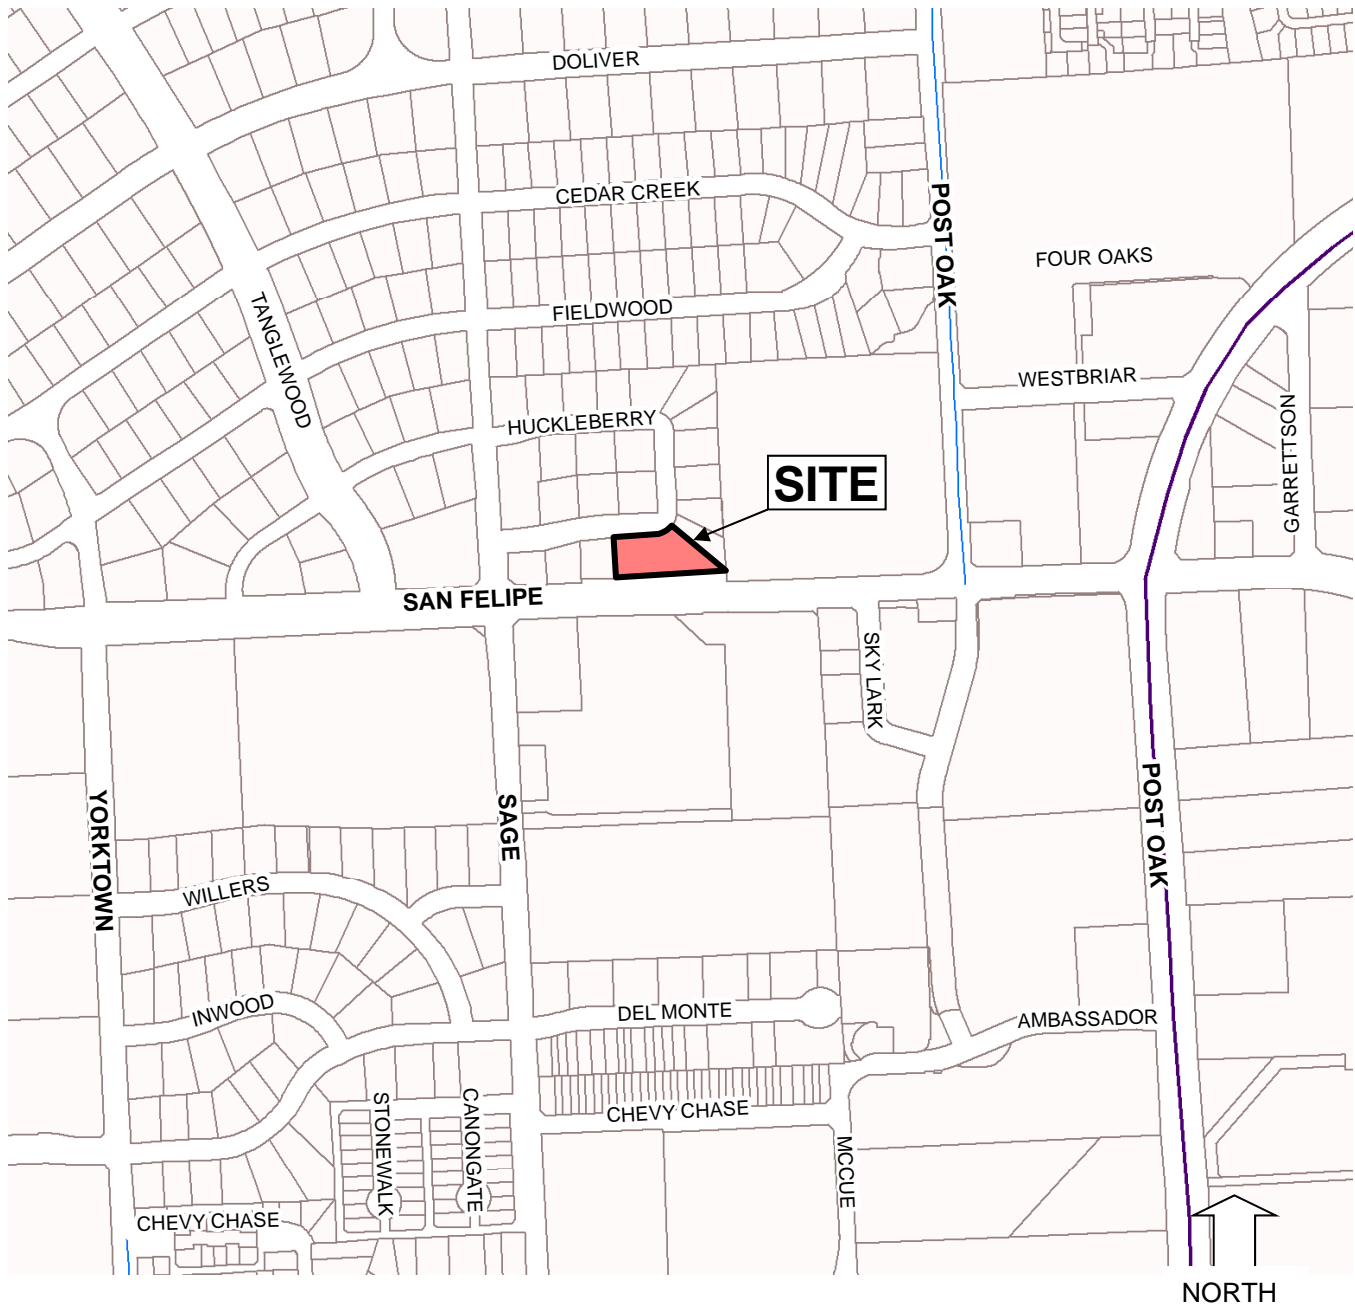 DOLIVER
CEDAR CREEK
POST OAK
FOUR OAKS
TANGLEWOOD
FIELDWOOD
WESTBRIAR
HUCKLEBERRY
GARRETTSON
SITE
SAN FELIPE
SKY LARK
YORKTOWN
SAGE
POST OAK
WILLERS
INWOOD
DEL MONTE
AMBASSADOR
STONEWALK
CANONGATE
CHEVY CHASE
MCCUE
CHEVY CHASE
NORTH